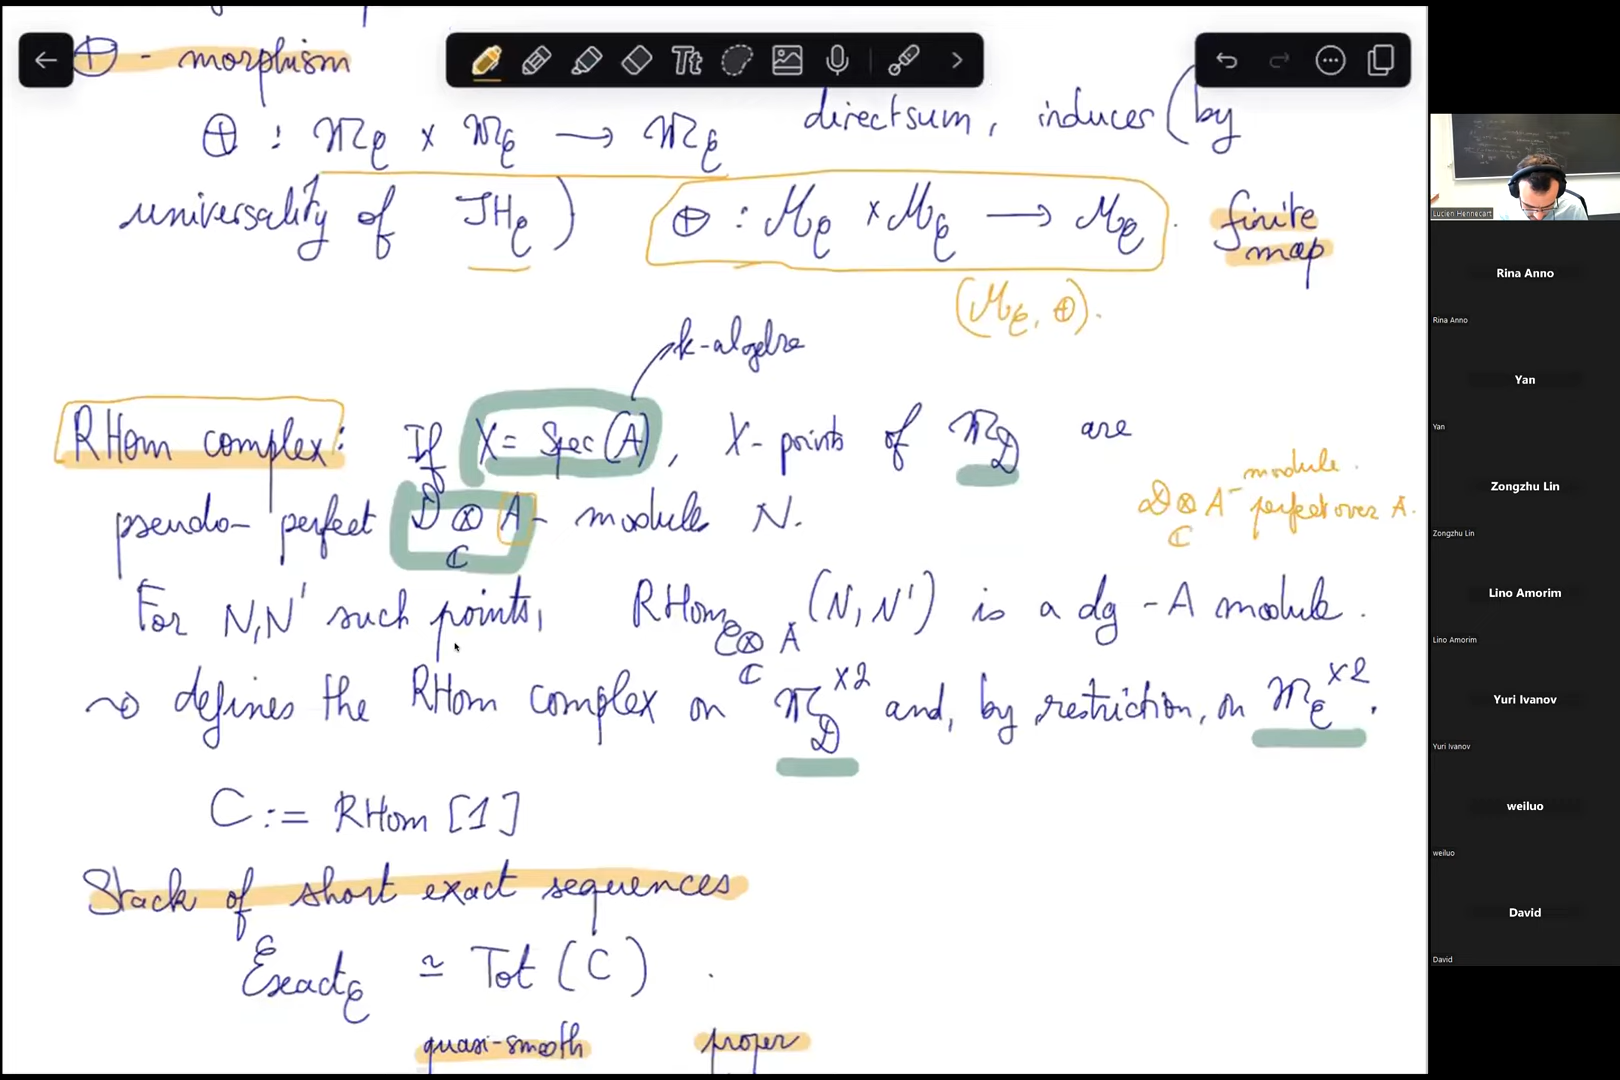 ⊕ - morphism
Tt
⊕ : 𝔐_𝒞 × 𝔐_𝒞 → 𝔐_𝒞 direct sum, induces (by
universality of JH_𝒞) ⊕ : ℳ_𝒞 × ℳ_𝒞 → ℳ_𝒞 . finite
map
(ℳ_𝒞, ⊕).
k-algebra
RHom complex: If X = Spec(A), X-points of 𝔐_𝒟 are
pseudo-perfect 𝒟 ⊗_ℂ A - module N.
𝒟 ⊗_ℂ A - module perfect over A.
For N, N' such points, RHom_{𝒞 ⊗_ℂ A} (N, N') is a dg-A module.
⇝ defines the RHom complex on 𝔐_𝒟^{×2} and, by restriction, on 𝔐_𝒞^{×2}.
C := RHom [1]
Stack of short exact sequences
Exact_𝒞 ≃ Tot (C) .
quasi-smooth proper
Lucien Hennecart
Rina Anno
Rina Anno
Yan
Yan
Zongzhu Lin
Zongzhu Lin
Lino Amorim
Lino Amorim
Yuri Ivanov
Yuri Ivanov
weiluo
weiluo
David
David